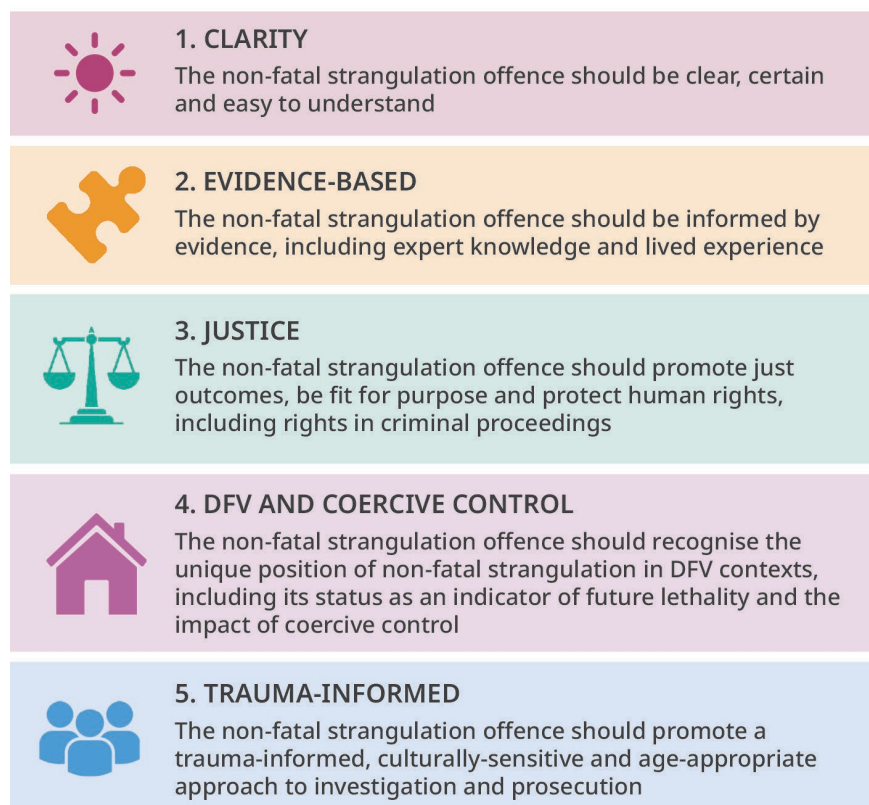 1. CLARITY
The non-fatal strangulation offence should be clear, certain
and easy to understand
2. EVIDENCE-BASED
The non-fatal strangulation offence should be informed by
evidence, including expert knowledge and lived experience
3. JUSTICE
The non-fatal strangulation offence should promote just
outcomes, be fit for purpose and protect human rights,
including rights in criminal proceedings
4. DFV AND COERCIVE CONTROL
The non-fatal strangulation offence should recognise the
unique position of non-fatal strangulation in DFV contexts,
including its status as an indicator of future lethality and the
impact of coercive control
5. TRAUMA-INFORMED
The non-fatal strangulation offence should promote a
trauma-informed, culturally-sensitive and age-appropriate
approach to investigation and prosecution